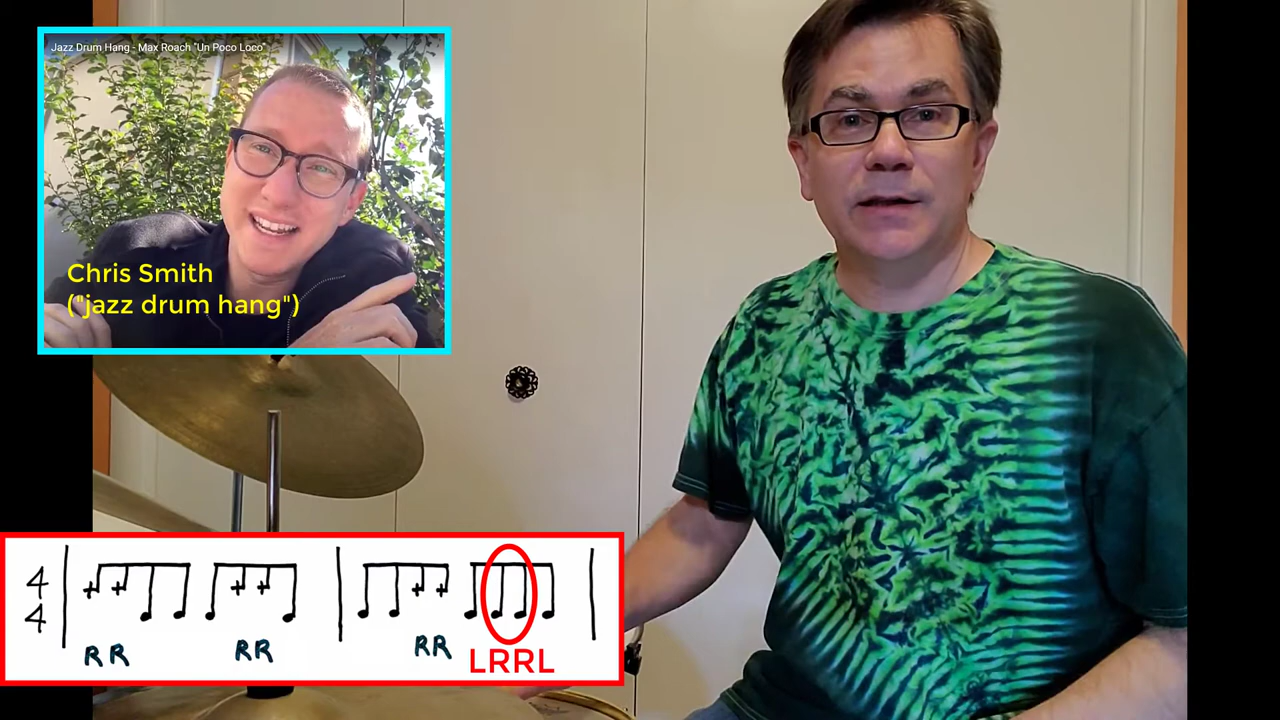 Jazz Drum Hang - Max Roach "Un Poco Loco"
Chris Smith
("jazz drum hang")
4
4
RR RR RR LRRL